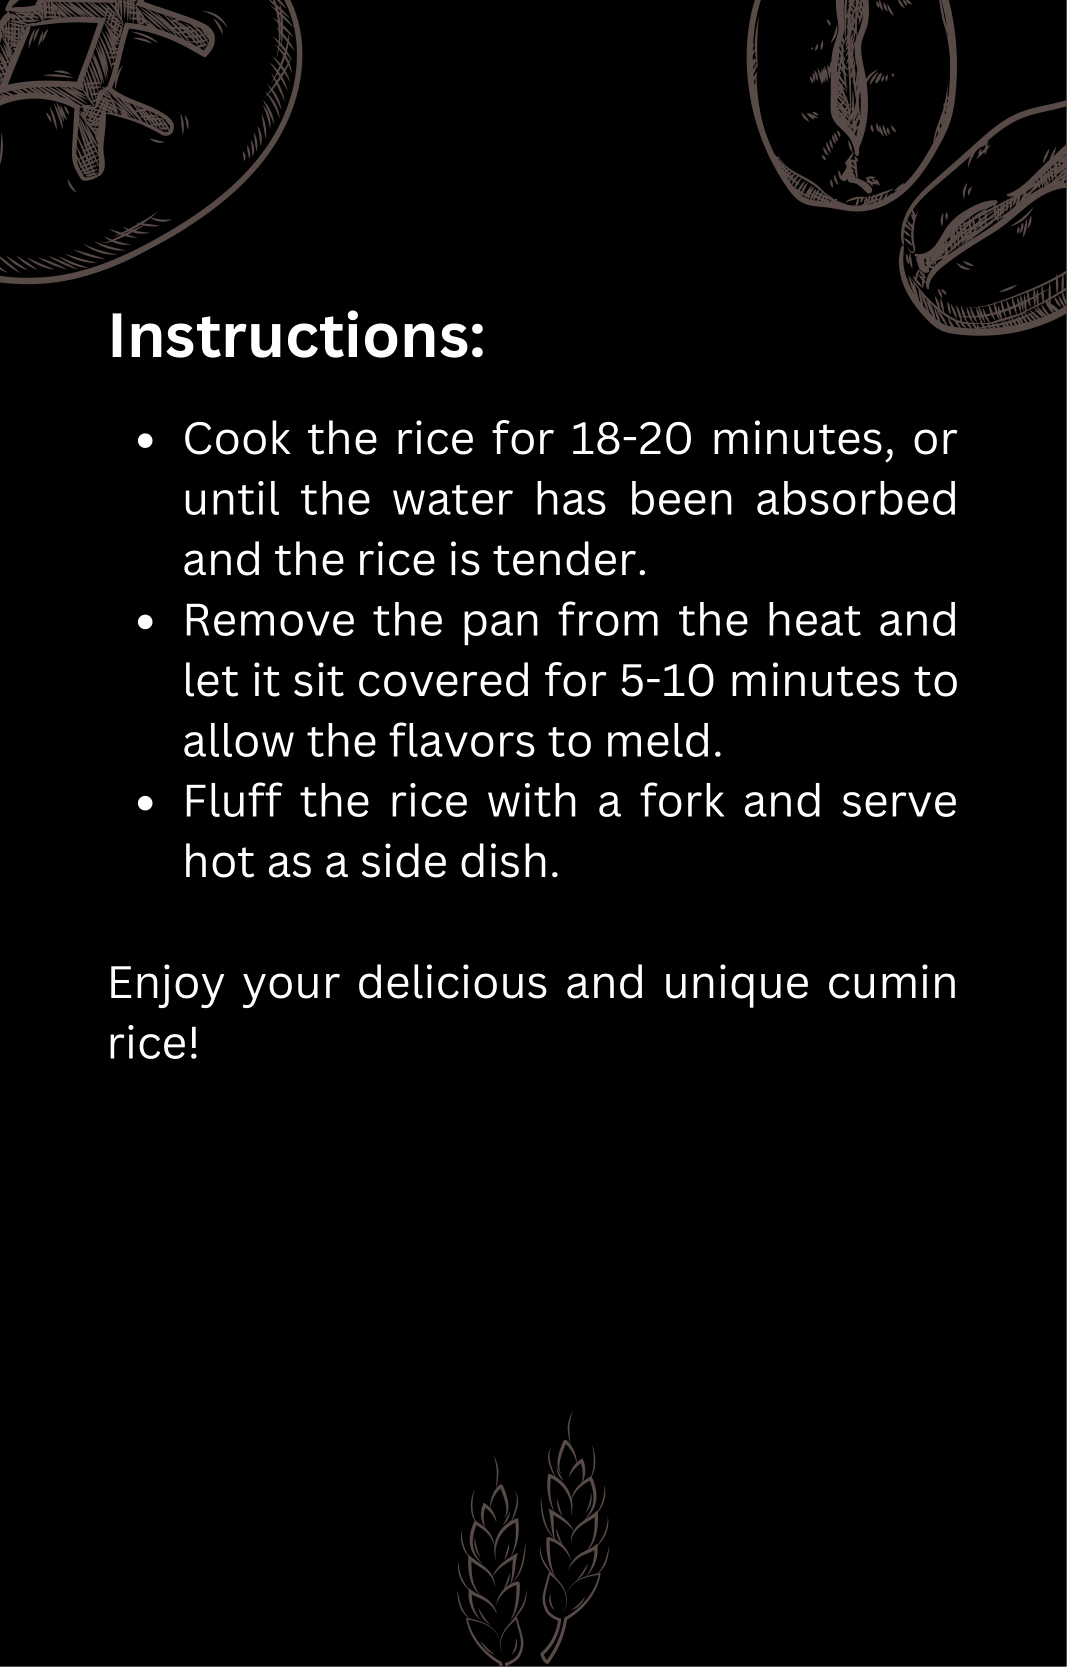 Instructions:
• Cook the rice for 18-20 minutes, or
until the water has been absorbed
and the rice is tender.
• Remove the pan from the heat and
let it sit covered for 5-10 minutes to
allow the flavors to meld.
• Fluff the rice with a fork and serve
hot as a side dish.
Enjoy your delicious and unique cumin
rice!